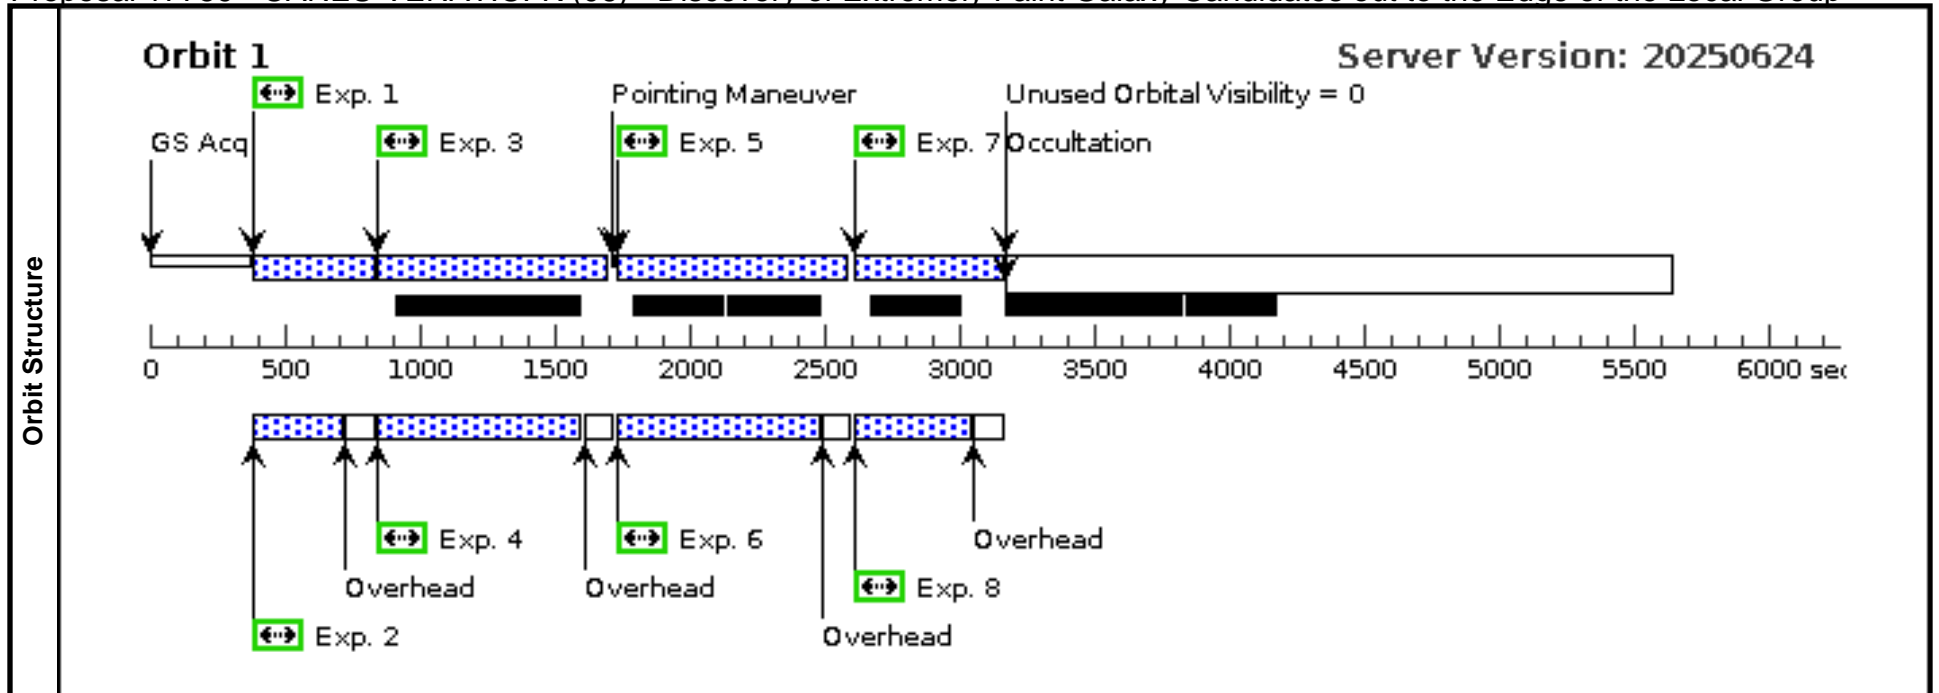 Orbit 1
Server Version: 20250624
Exp. 1
Pointing Maneuver
Unused Orbital Visibility = 0
GS Acq
Exp. 3
Exp. 5
Exp. 7
Occultation
Orbit Structure
0 500 1000 1500 2000 2500 3000 3500 4000 4500 5000 5500 6000
Exp. 4
Exp. 6
Overhead
Overhead
Overhead
Exp. 8
Exp. 2
Overhead